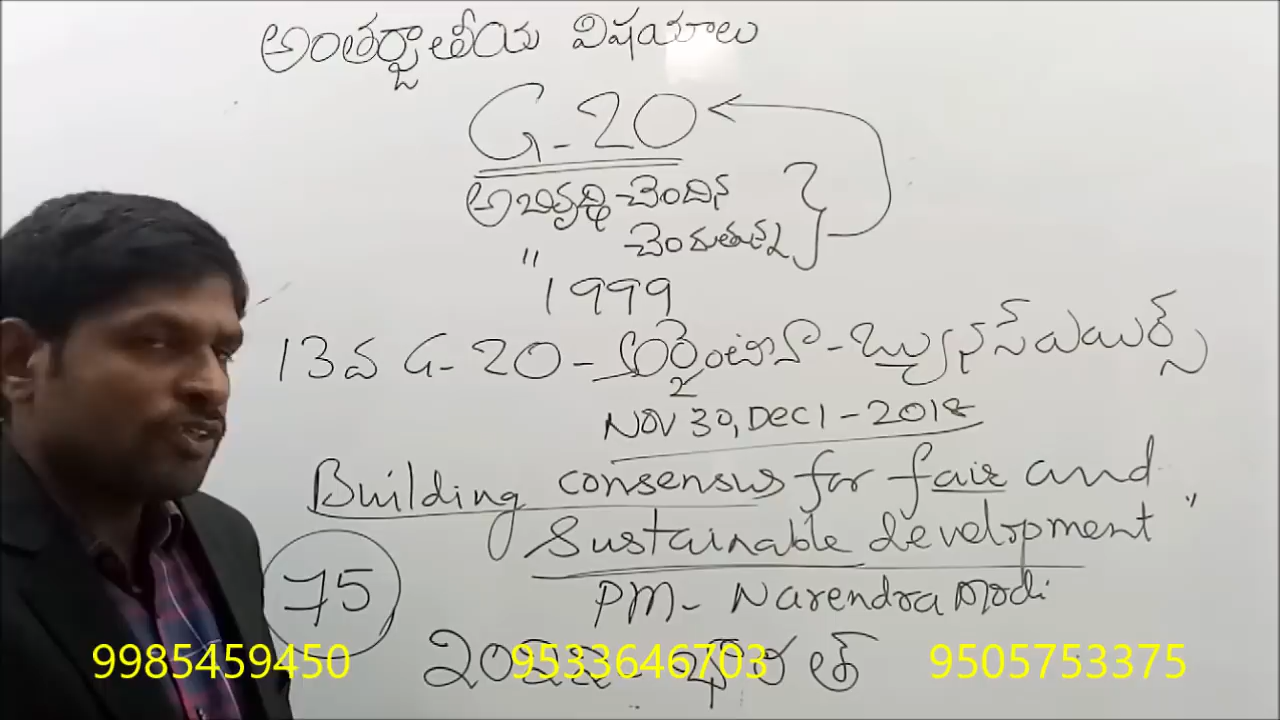 అంతర్జాతీయ విషయాలు
G-20
అభివృద్ధి చెందిన
" చెందుతున్న
1999
13వ G-20-అర్జెంటీనా-బ్యునస్ఎయిర్స్
NOV 30, DEC 1-2018
Building consensus for fair and
Sustainable development"
75
PM- Narendra Modi
భారత్
9985459450 9533646703 9505753375